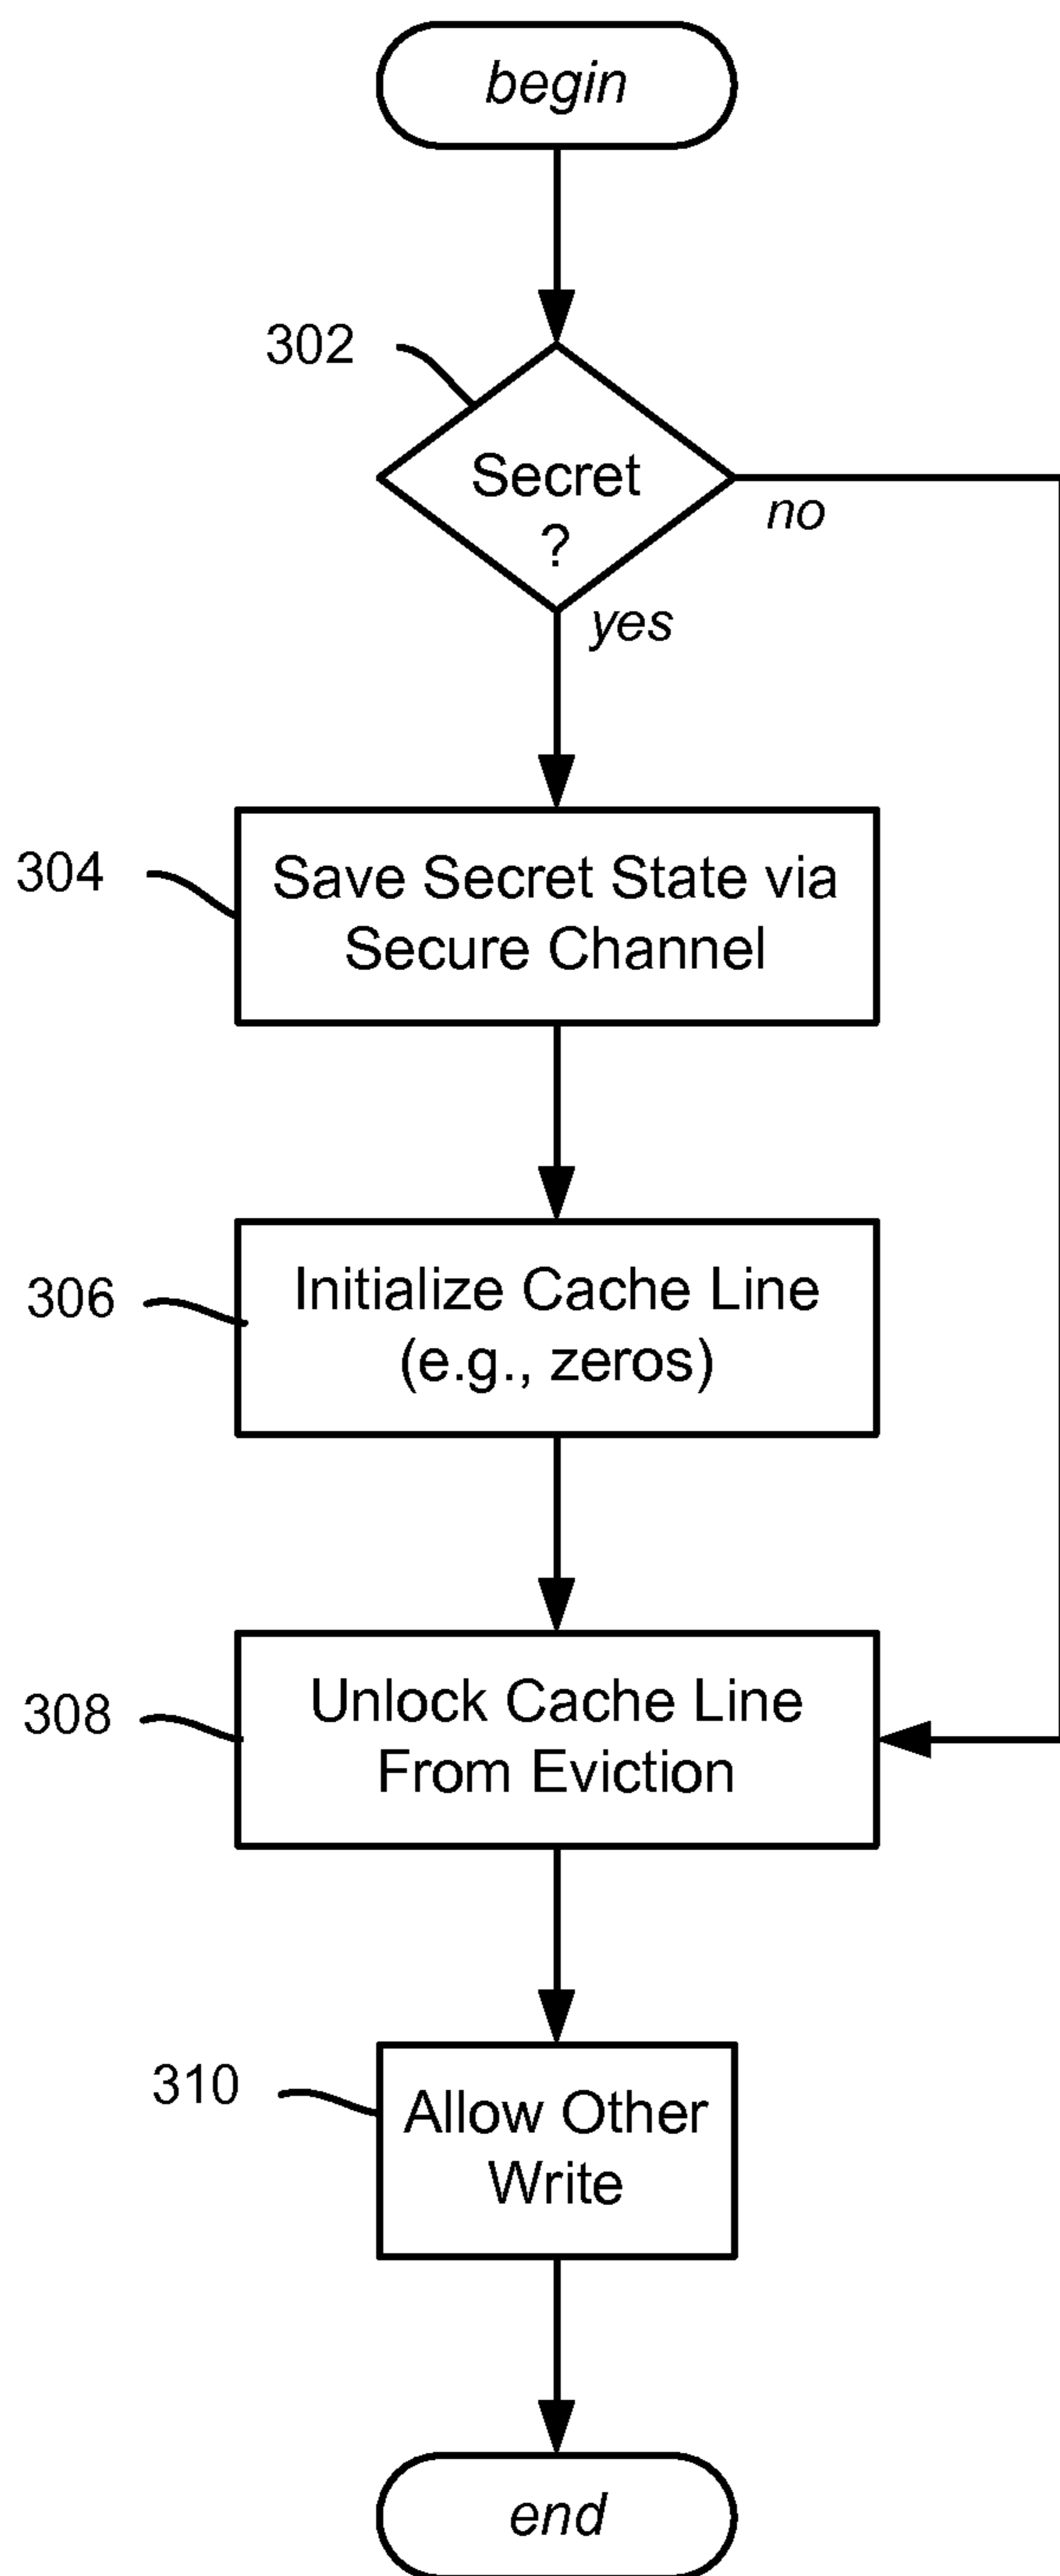 begin
302
Secret
?
no
yes
304
Save Secret State via
Secure Channel
306
Initialize Cache Line
(e.g., zeros)
308
Unlock Cache Line
From Eviction
310
Allow Other
Write
end